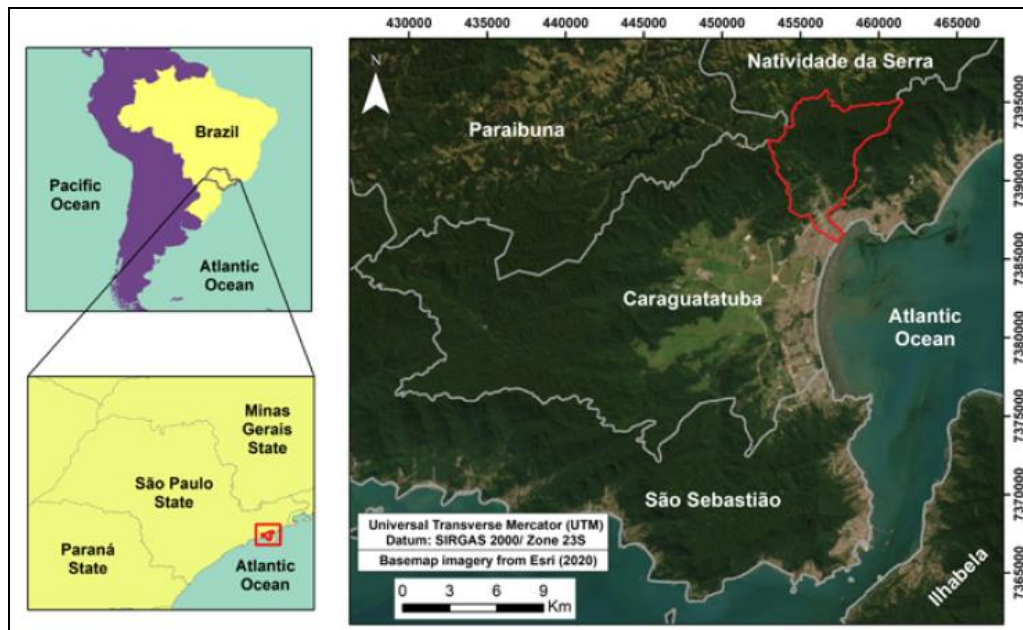 Brazil
Pacific
Ocean
Atlantic
Ocean
Minas
Gerais
State
São Paulo
State
Paraná
State
Atlantic
Ocean
430000 435000 440000 445000 450000 455000 460000 465000
N
Natividade da Serra
Paraibuna
Caraguatatuba
Atlantic
Ocean
São Sebastião
Ilhabela
7395000
7390000
7385000
7380000
7375000
7370000
7365000
Universal Transverse Mercator (UTM)
Datum: SIRGAS 2000/ Zone 23S
Basemap imagery from Esri (2020)
0 3 6 9
Km